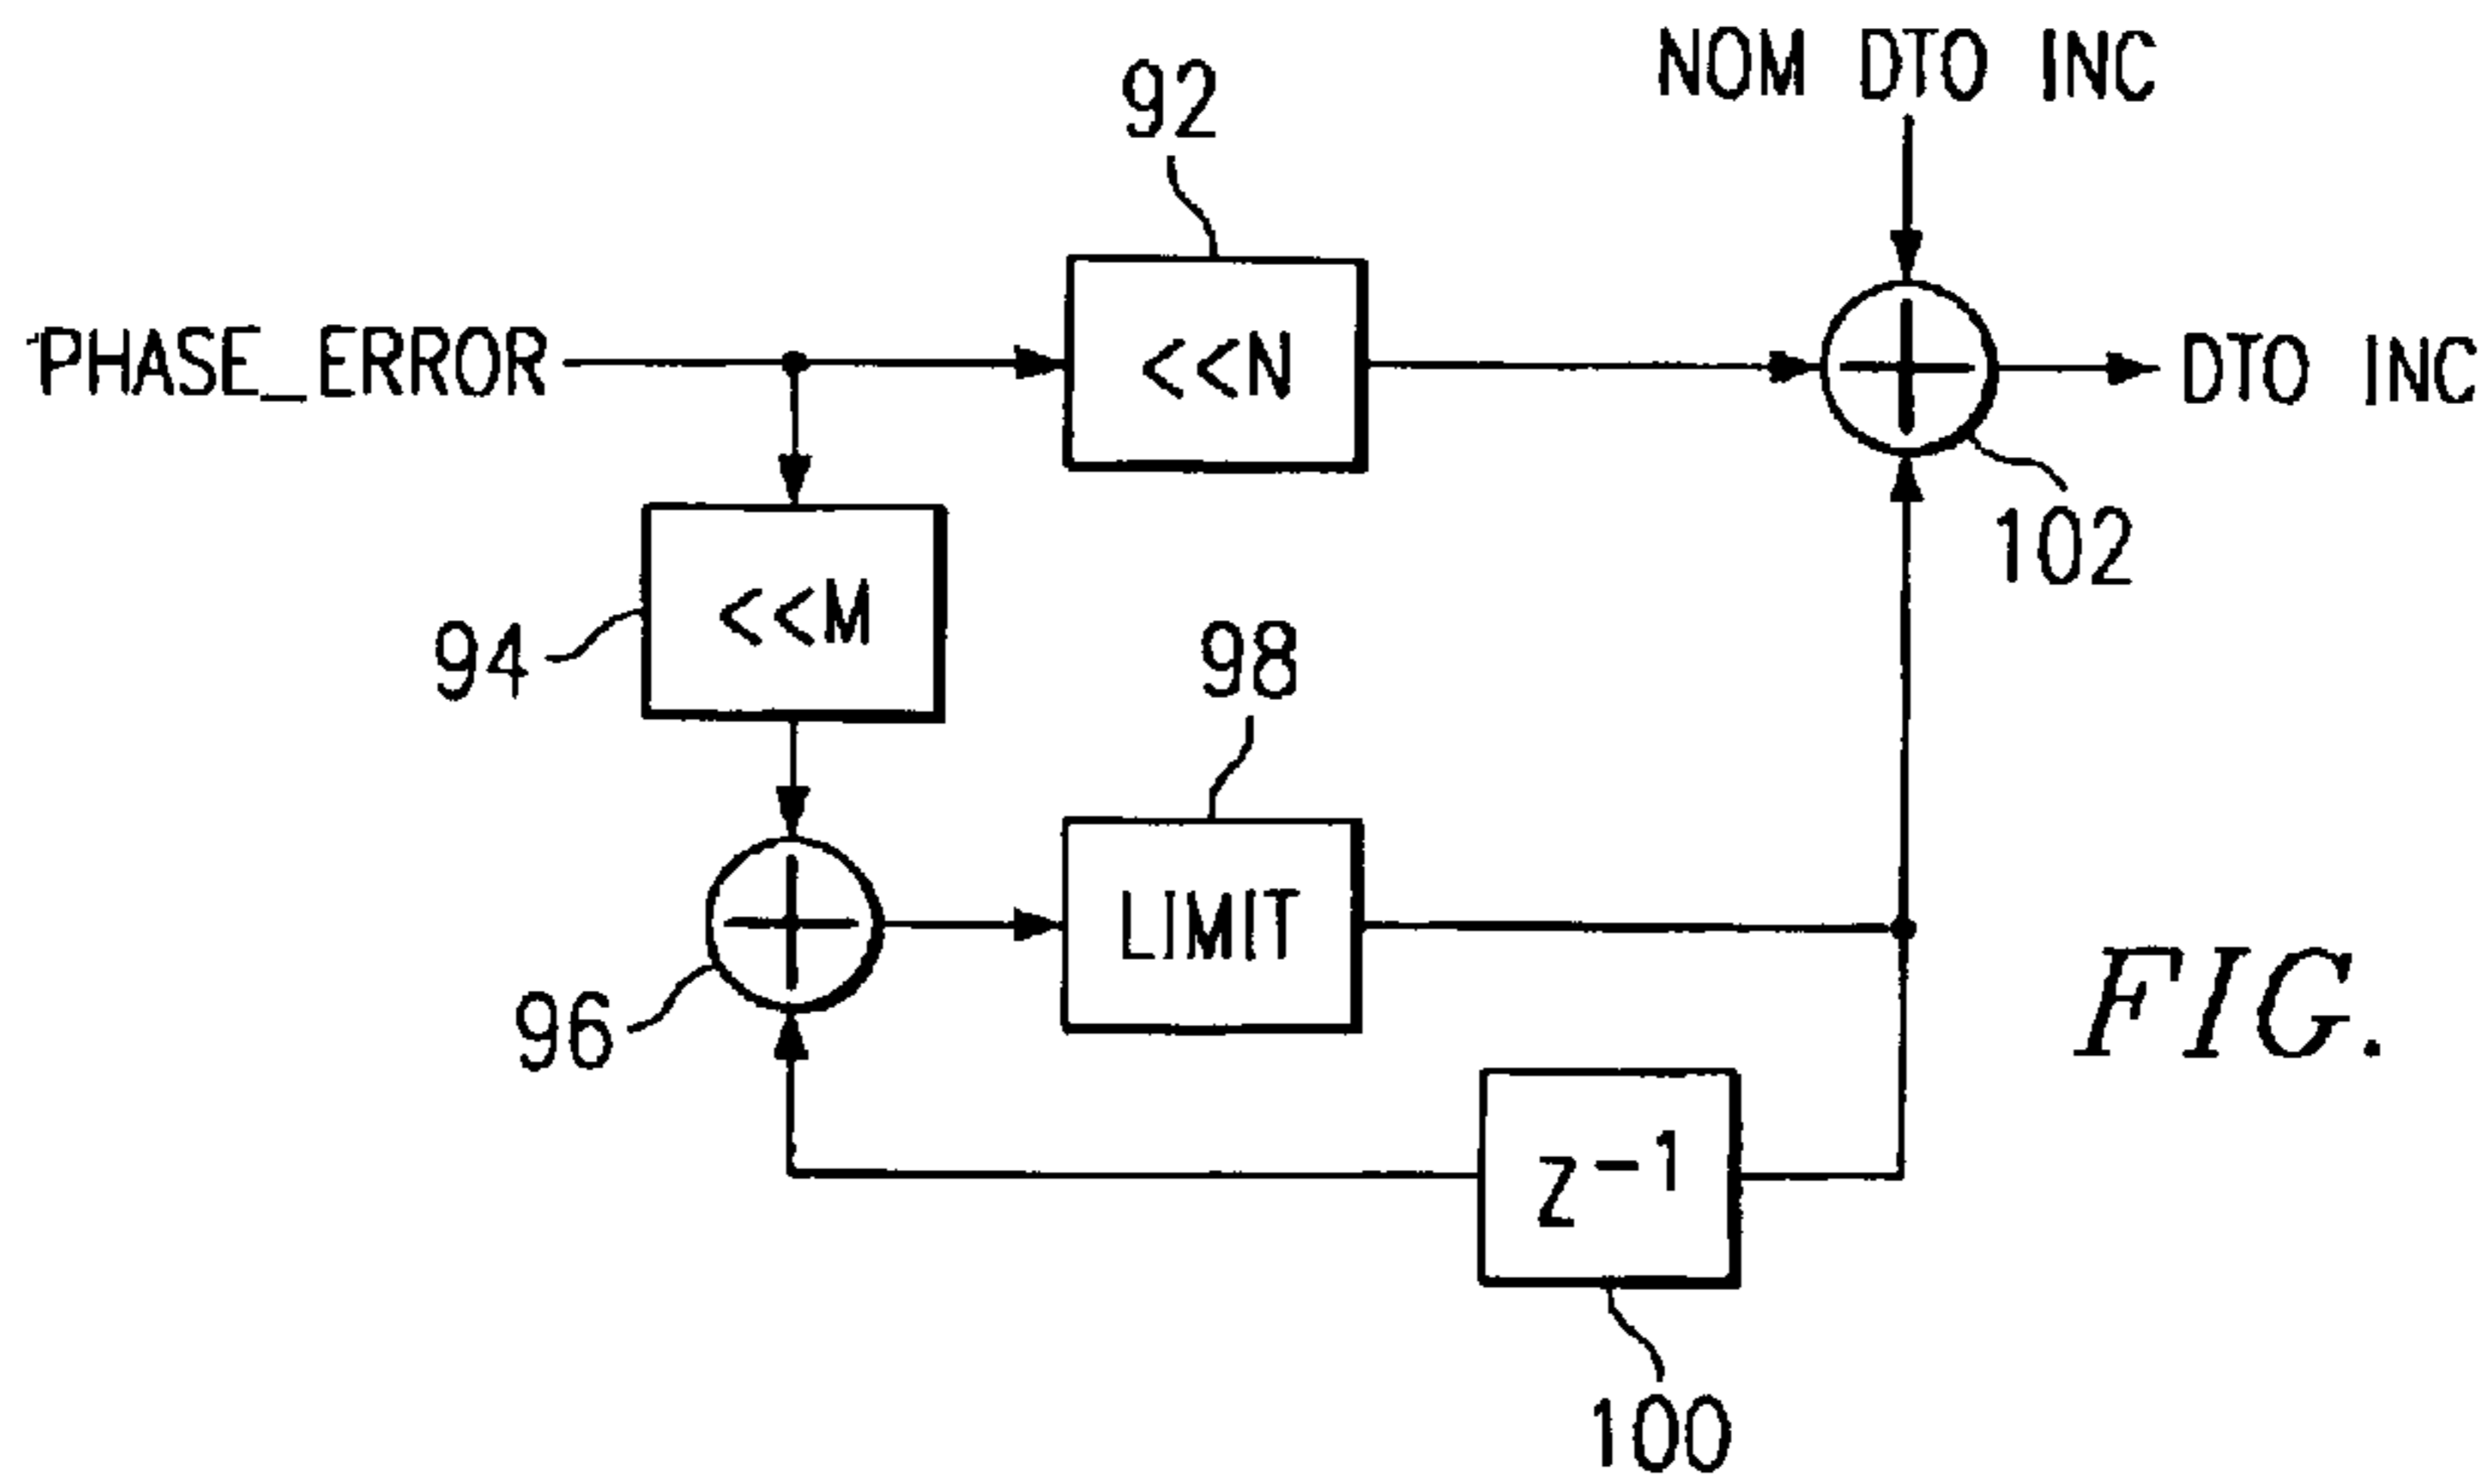 NOM DTO INC
92
PHASE_ERROR
<<N
DTO INC
102
<<M
94
98
LIMIT
96
FIG.
z-1
100